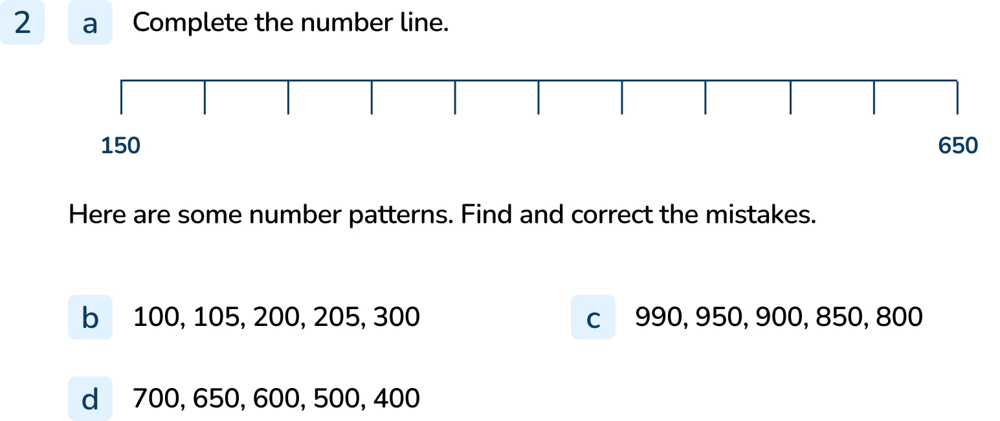 2 a Complete the number line.
150 650
Here are some number patterns. Find and correct the mistakes.
b 100, 105, 200, 205, 300 c 990, 950, 900, 850, 800
d 700, 650, 600, 500, 400